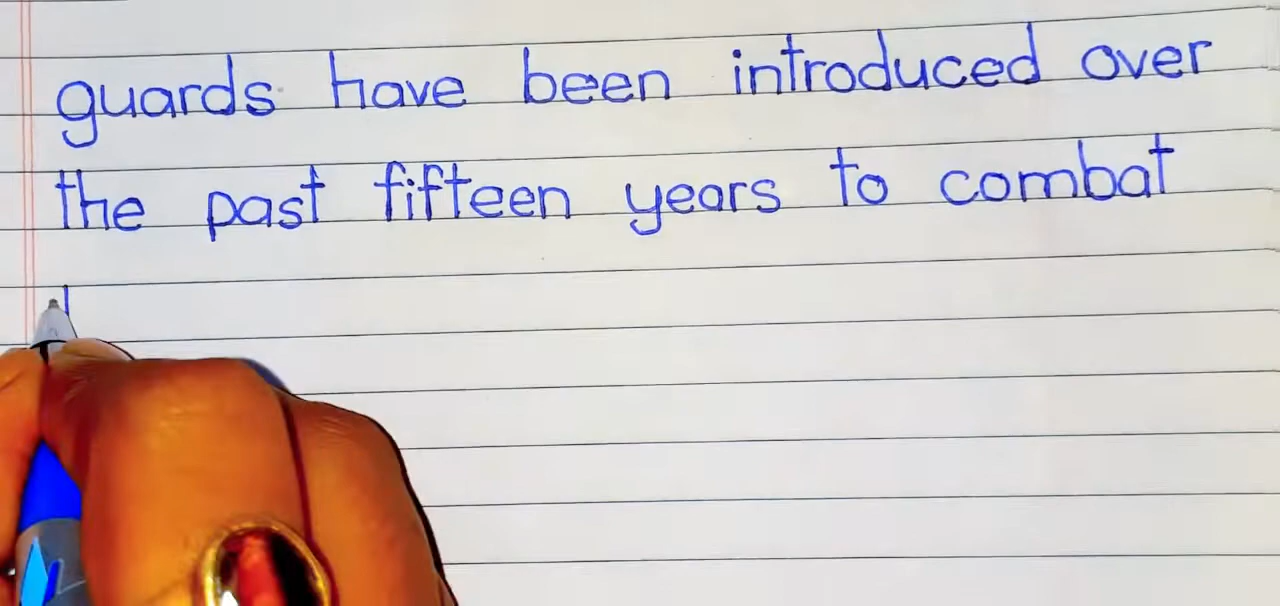 guards have been introduced over
the past fifteen years to combat